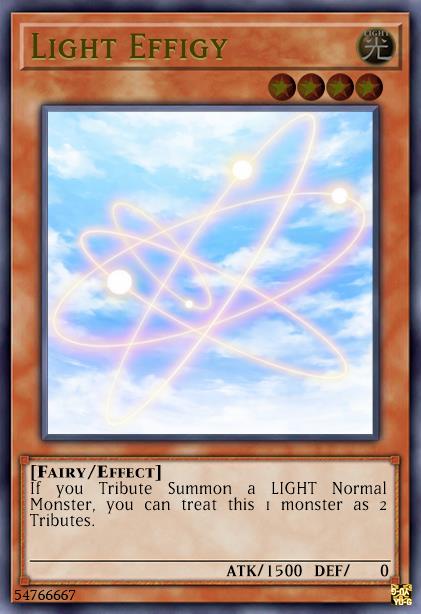 Light Effigy
LIGHT
光
[Fairy/Effect]
If you Tribute Summon a LIGHT Normal
Monster, you can treat this 1 monster as 2
Tributes.
ATK/1500 DEF/ 0
54766667